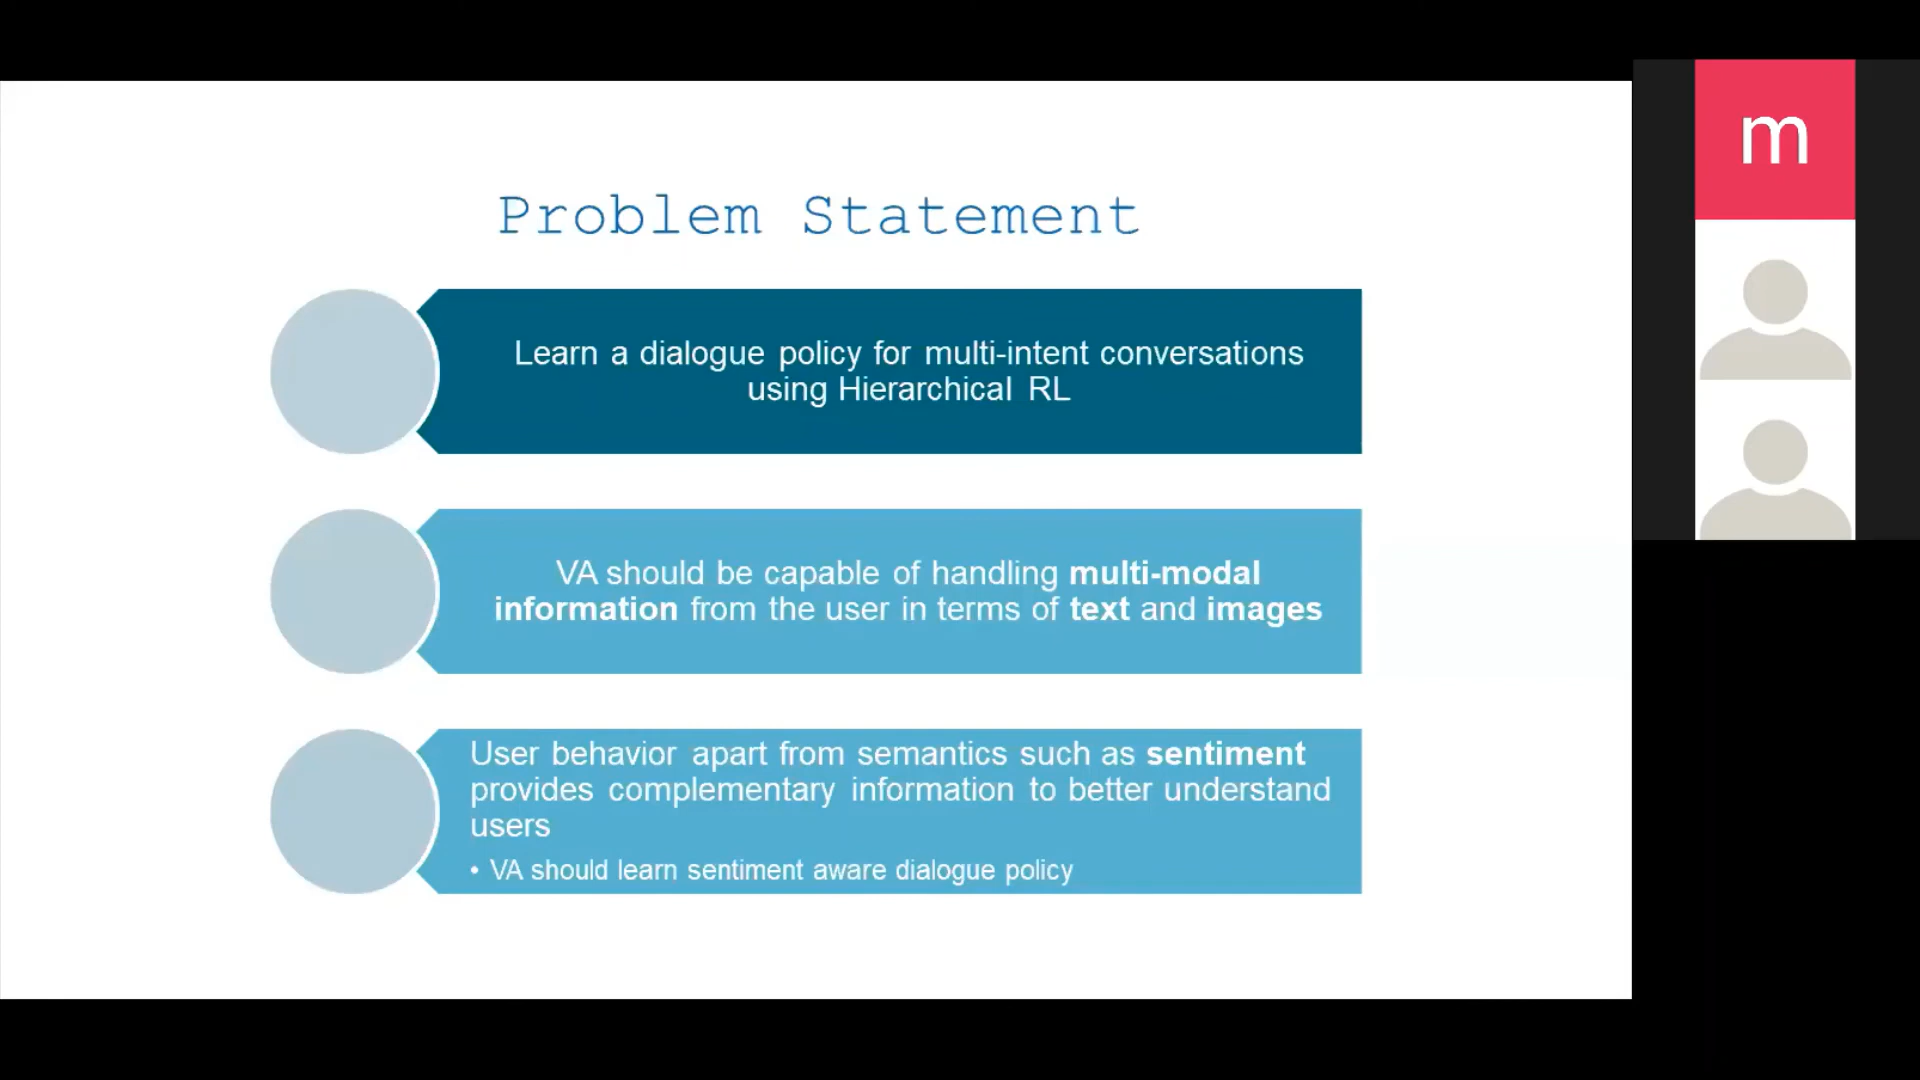 Problem Statement
Learn a dialogue policy for multi-intent conversations
using Hierarchical RL
VA should be capable of handling multi-modal
information from the user in terms of text and images
User behavior apart from semantics such as sentiment
provides complementary information to better understand
users
• VA should learn sentiment aware dialogue policy
m